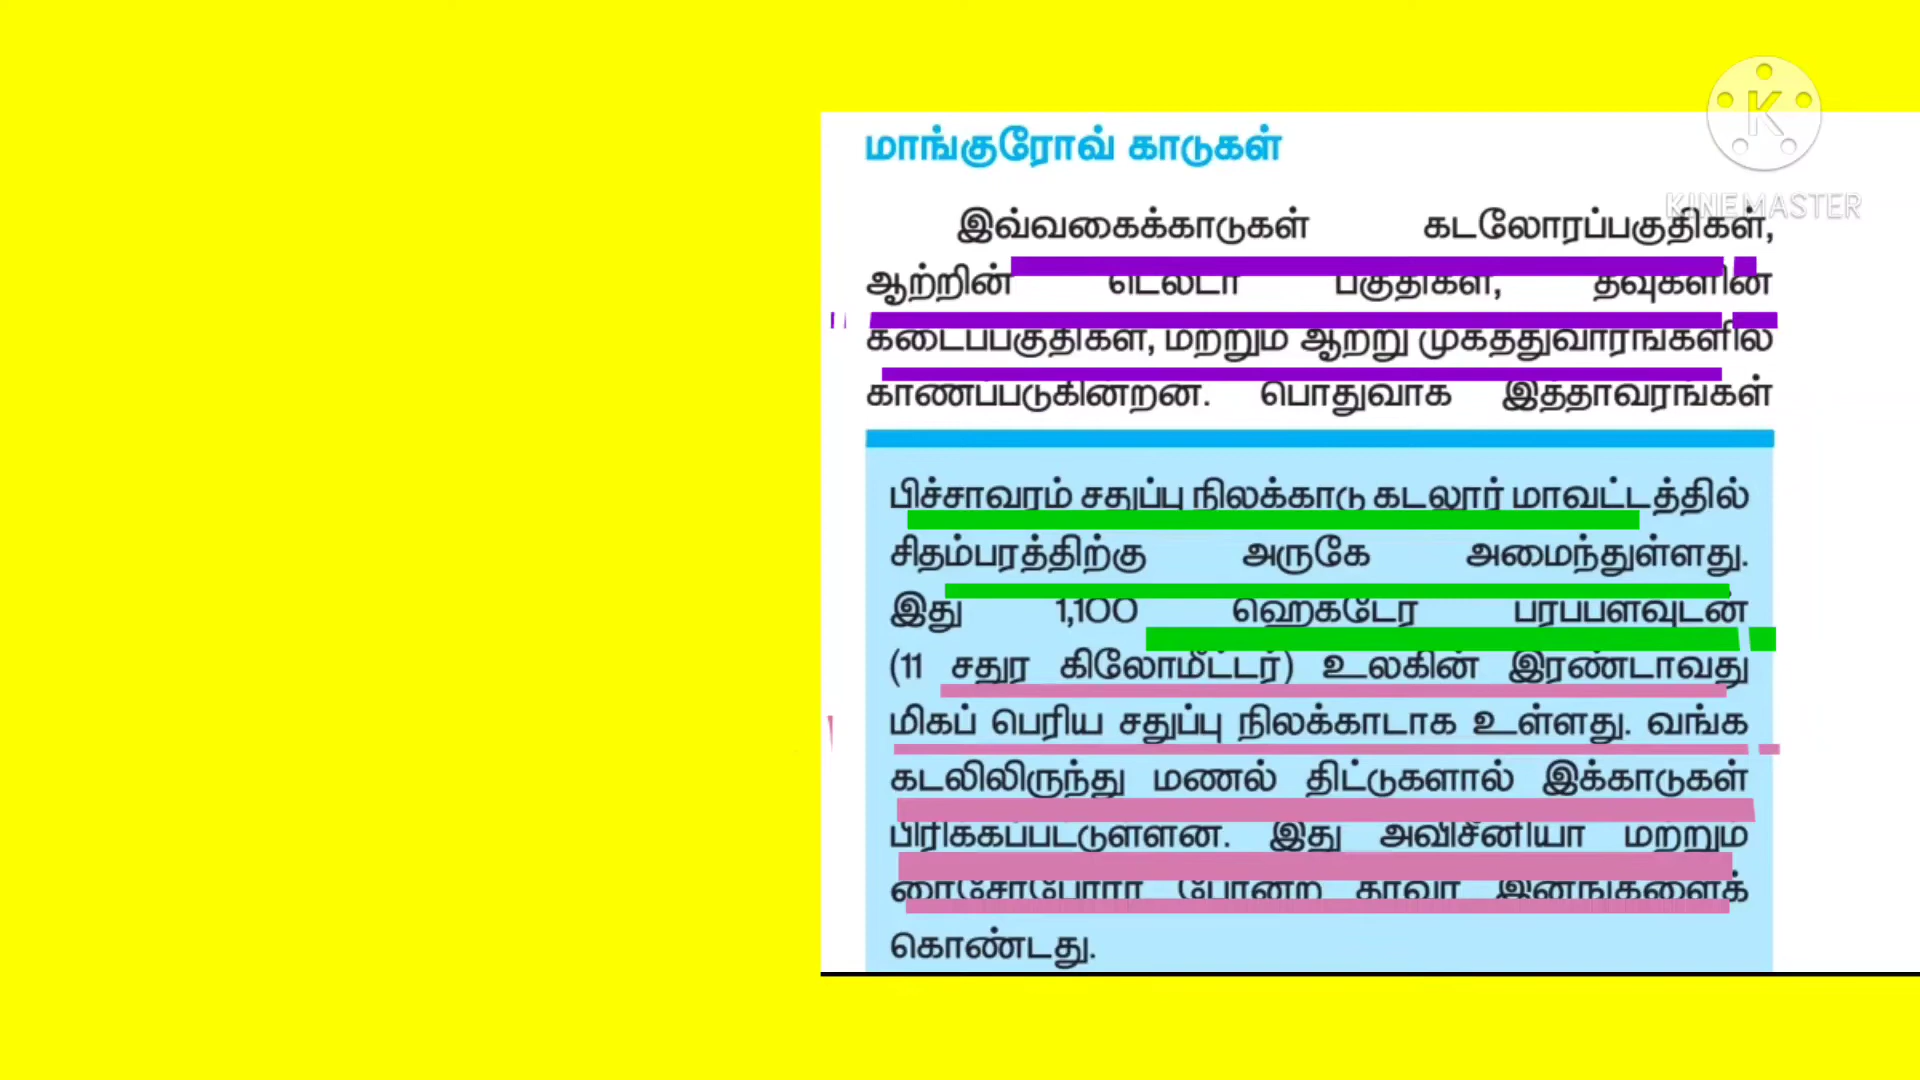 மாங்குரோவ் காடுகள்
K
KINEMASTER
இவ்வகைக்காடுகள் கடலோரப்பகுதிகள்,
ஆற்றின் டெல்டா பகுதிகள், தீவுகளின்
கடைப்பகுதிகள், மற்றும் ஆற்று முகத்துவாரங்களில்
காணப்படுகின்றன. பொதுவாக இத்தாவரங்கள்
பிச்சாவரம் சதுப்பு நிலக்காடு கடலூர் மாவட்டத்தில்
சிதம்பரத்திற்கு அருகே அமைந்துள்ளது.
இது 1,100 ஹெக்டேர் பரப்பளவுடன்
(11 சதுர கிலோமீட்டர்) உலகின் இரண்டாவது
மிகப் பெரிய சதுப்பு நிலக்காடாக உள்ளது. வங்க
கடலிலிருந்து மணல் திட்டுகளால் இக்காடுகள்
பிரிக்கப்பட்டுள்ளன. இது அவிசீனியா மற்றும்
ரைசோபோரா போன்ற தாவர இனங்களைக்
கொண்டது.